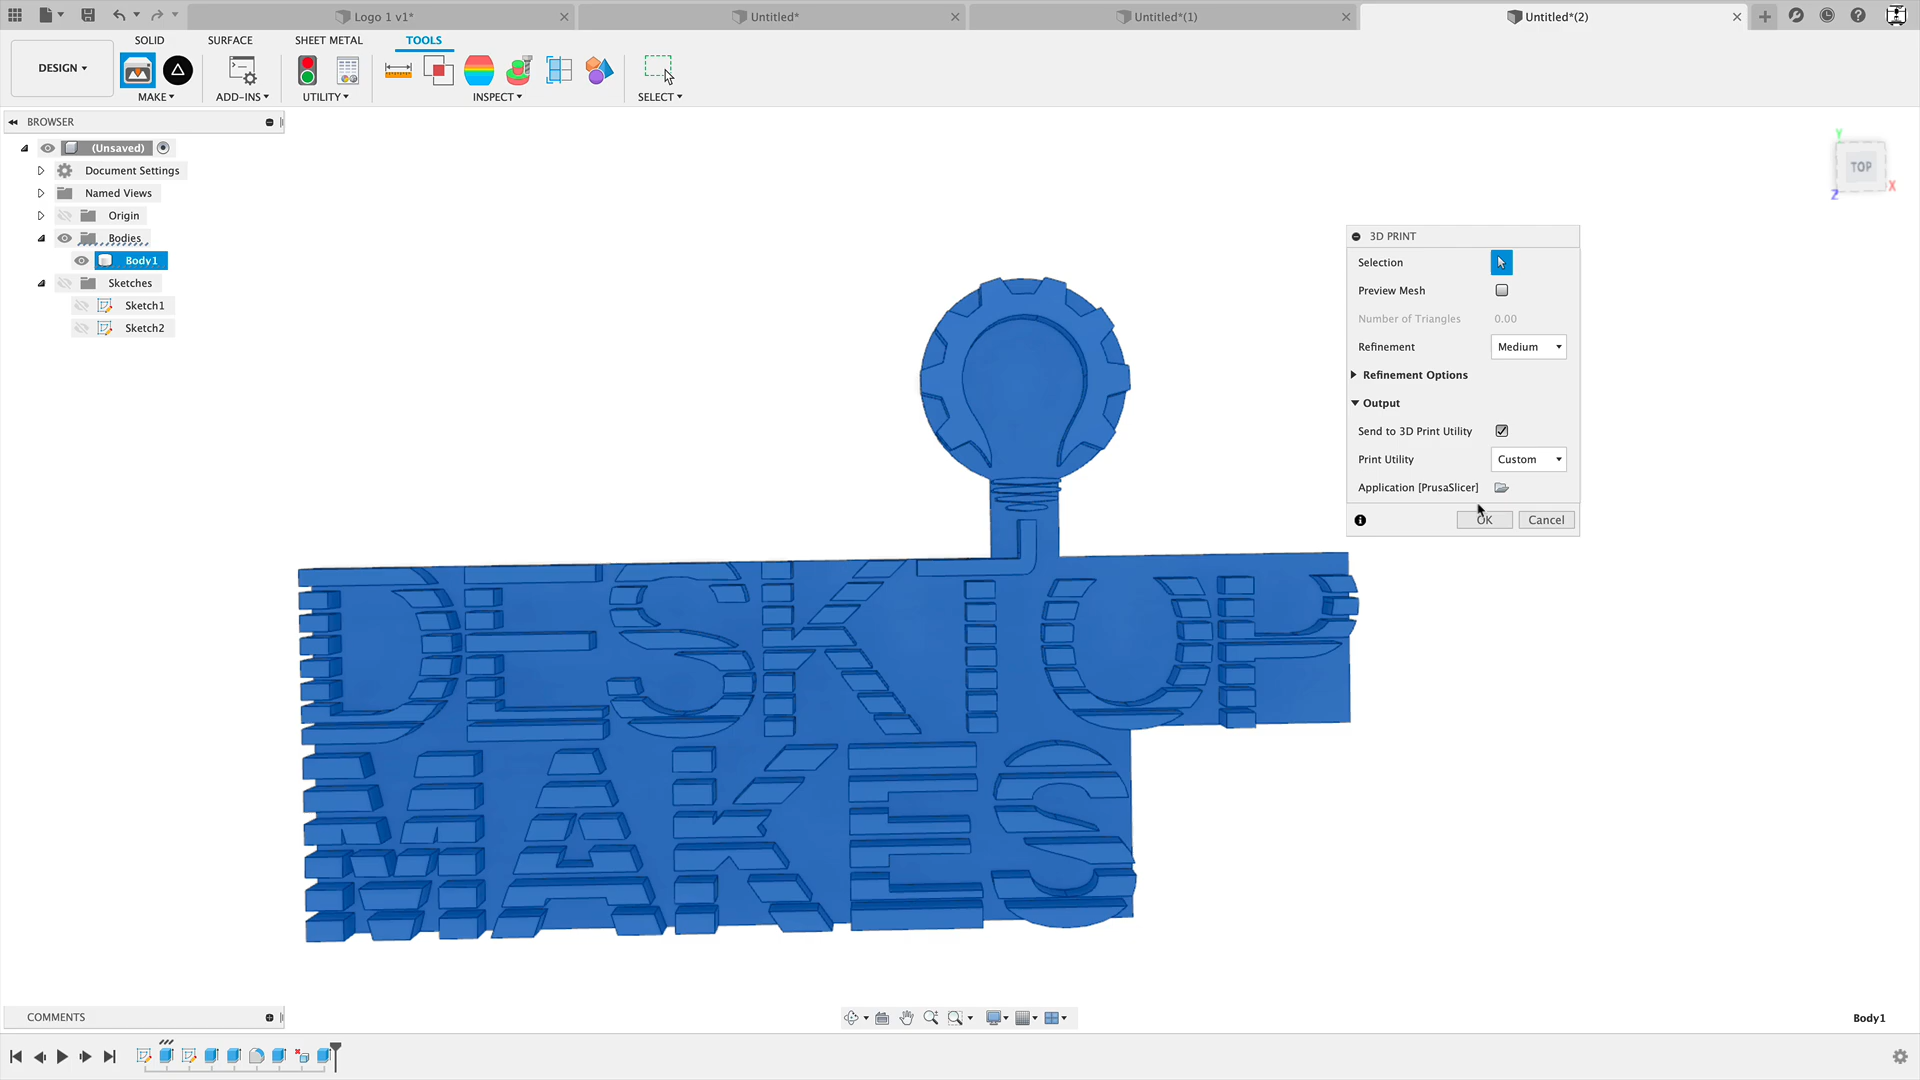 Logo 1 v1*
Untitled*
Untitled*(1)
Untitled*(2)
SOLID
SURFACE
SHEET METAL
TOOLS
DESIGN
MAKE
ADD-INS
UTILITY
INSPECT
SELECT
BROWSER
(Unsaved)
Document Settings
Named Views
Origin
Bodies
Body1
Sketches
Sketch1
Sketch2
Y
TOP
X
Z
3D PRINT
Selection
Preview Mesh
Number of Triangles 0.00
Refinement Medium
Refinement Options
Output
Send to 3D Print Utility
Print Utility Custom
Application [PrusaSlicer]
OK Cancel
DESKTOP
MAKES
COMMENTS
Body1